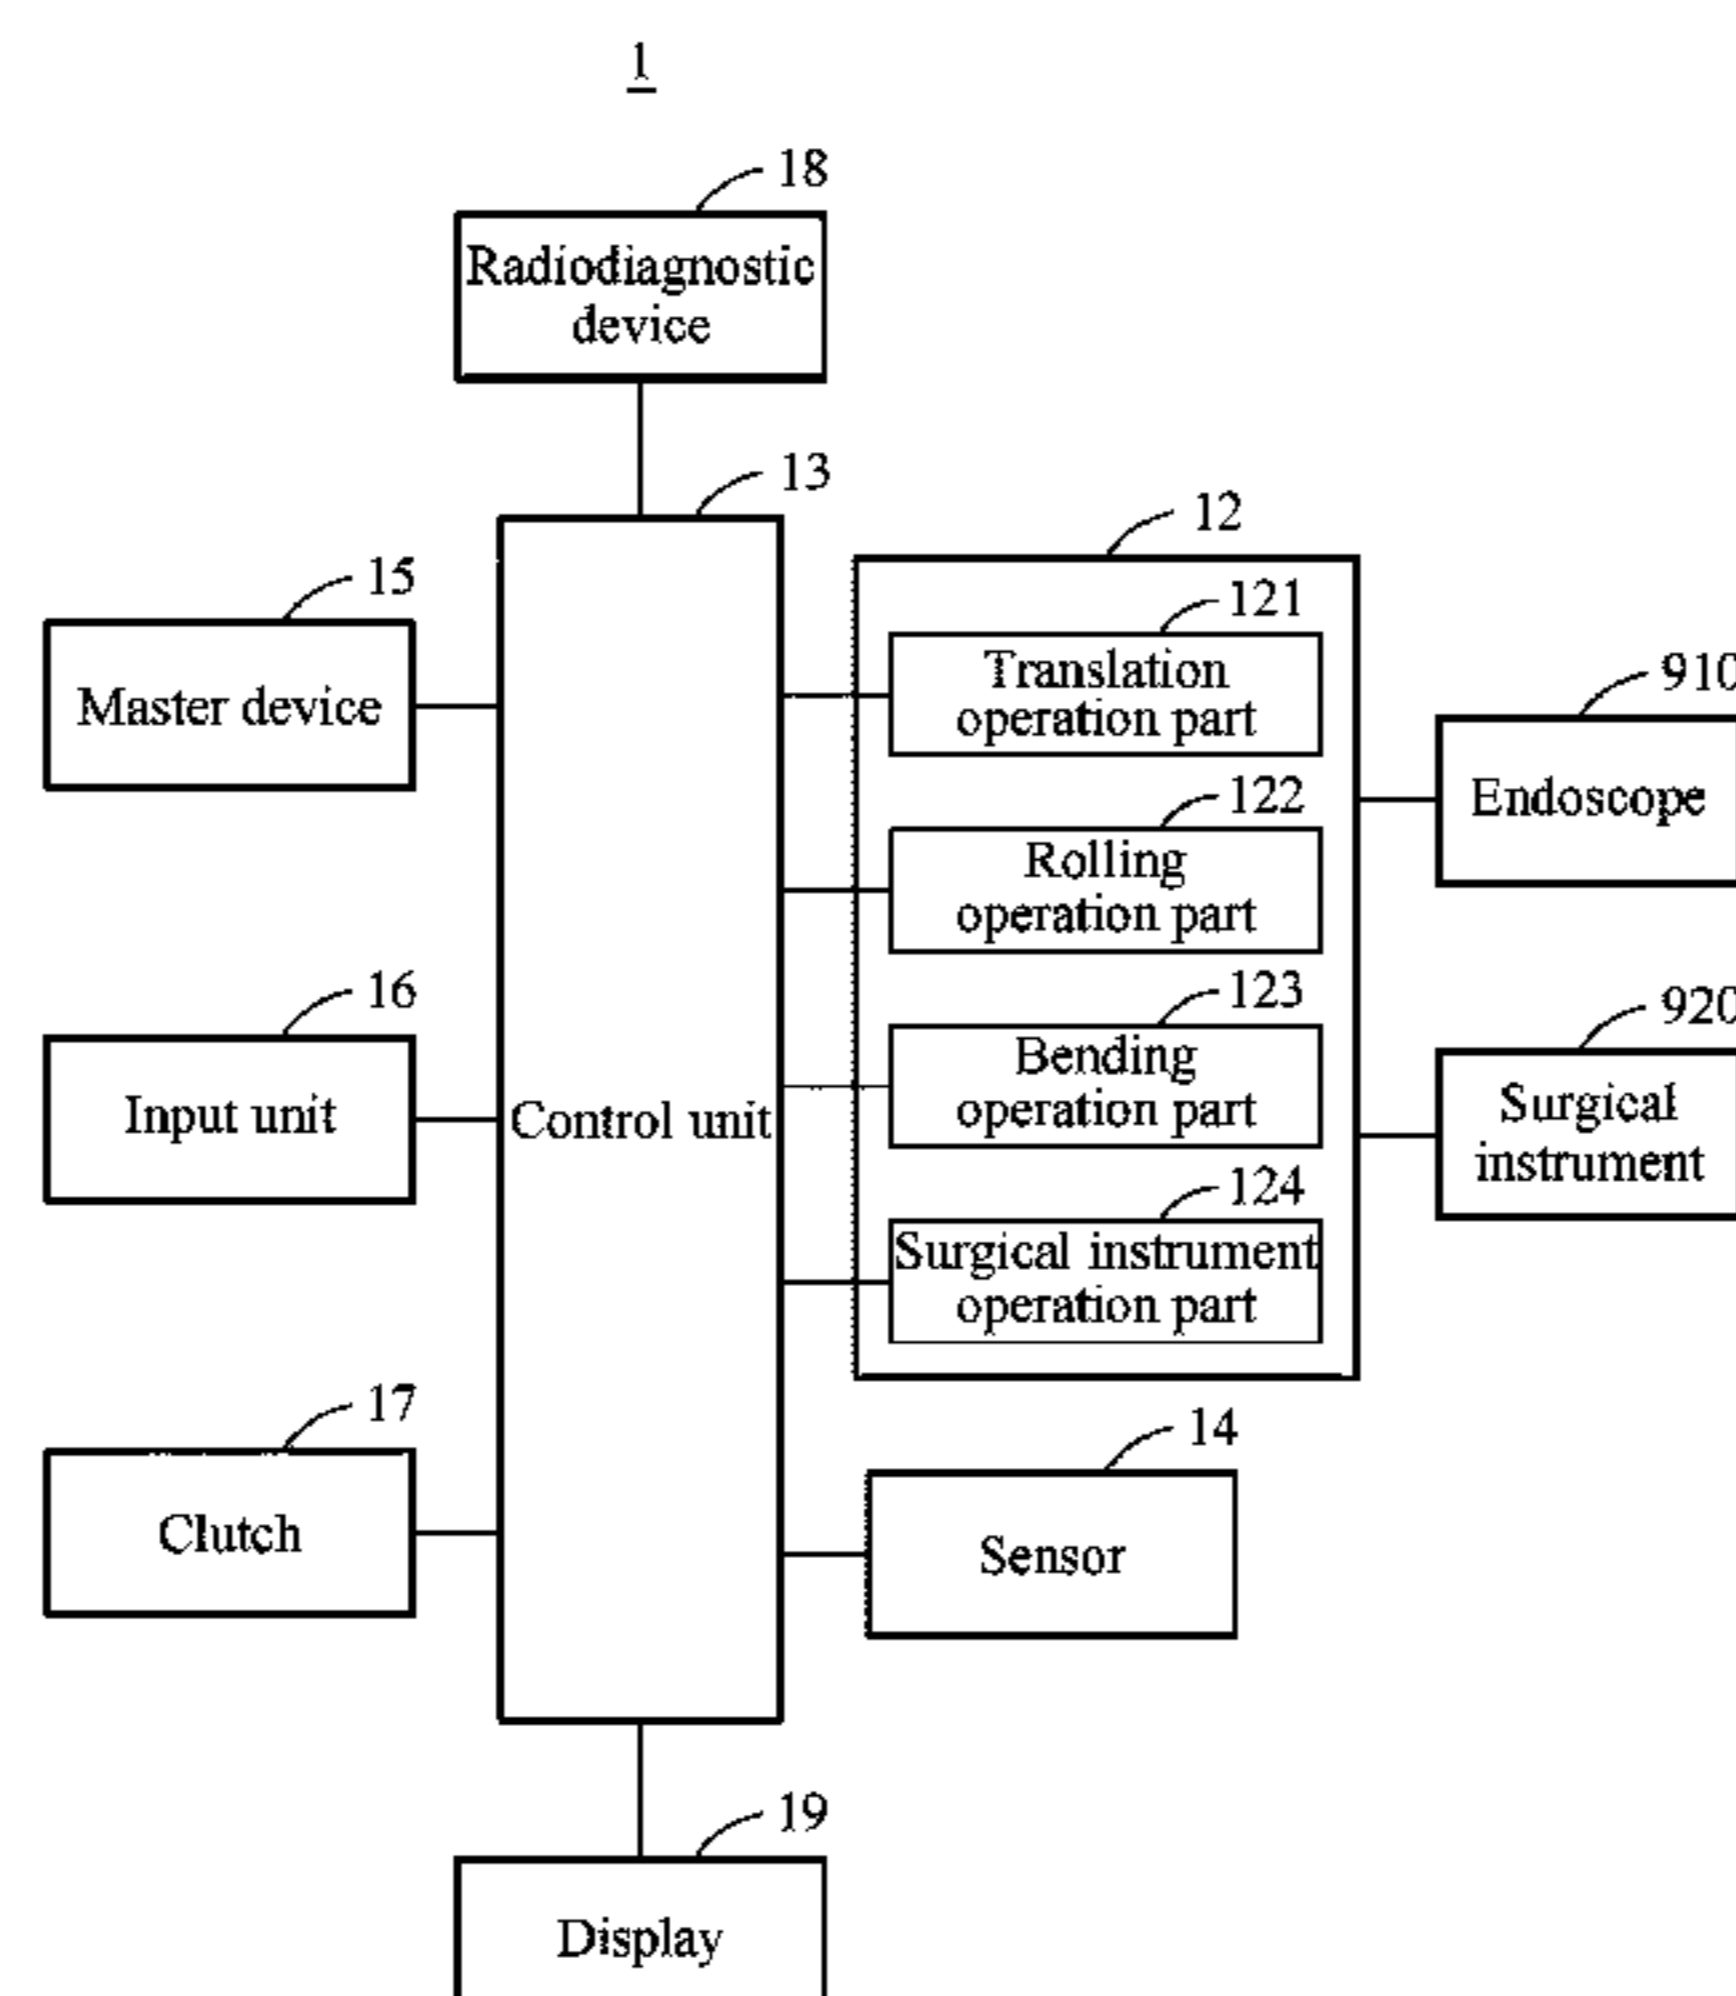 1
18
Radiodiagnostic
device
13
12
15
Master device
121
Translation
operation part
910
Endoscope
122
Rolling
operation part
16
Input unit
Control unit
123
Bending
operation part
920
Surgical
instrument
124
Surgical instrument
operation part
17
Clutch
14
Sensor
19
Display